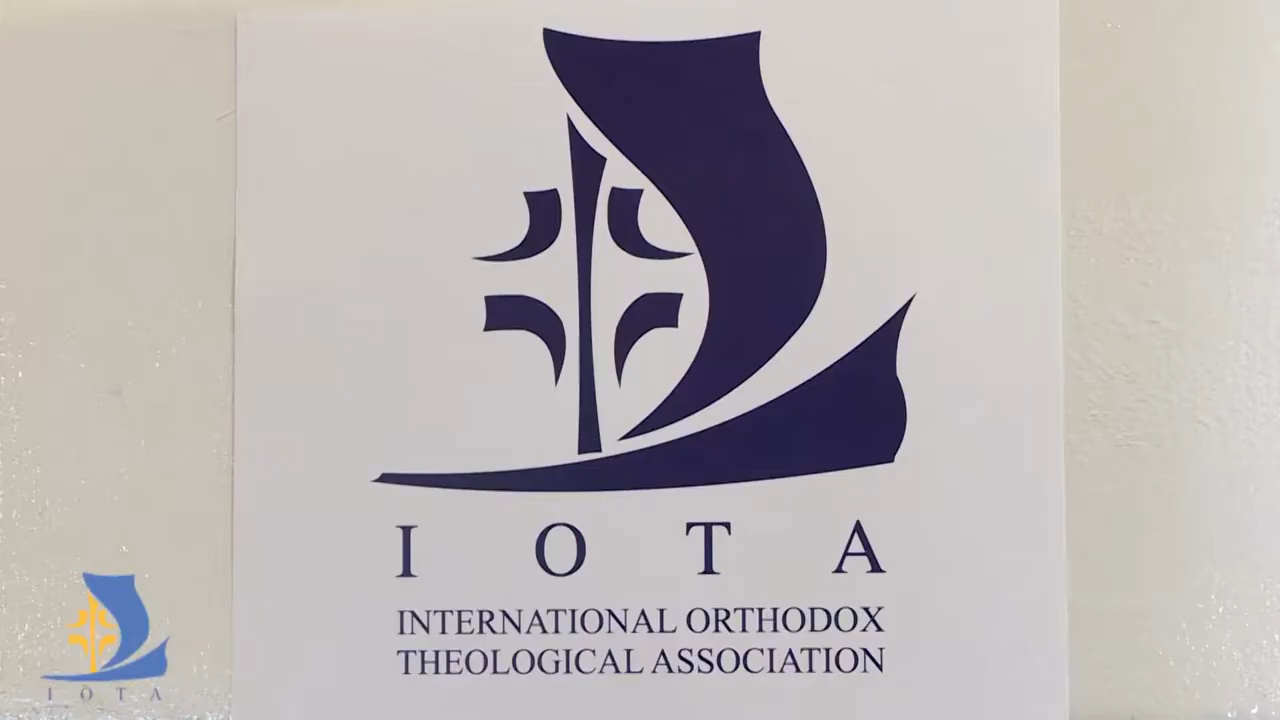 I O T A
INTERNATIONAL ORTHODOX
THEOLOGICAL ASSOCIATION
I O T A